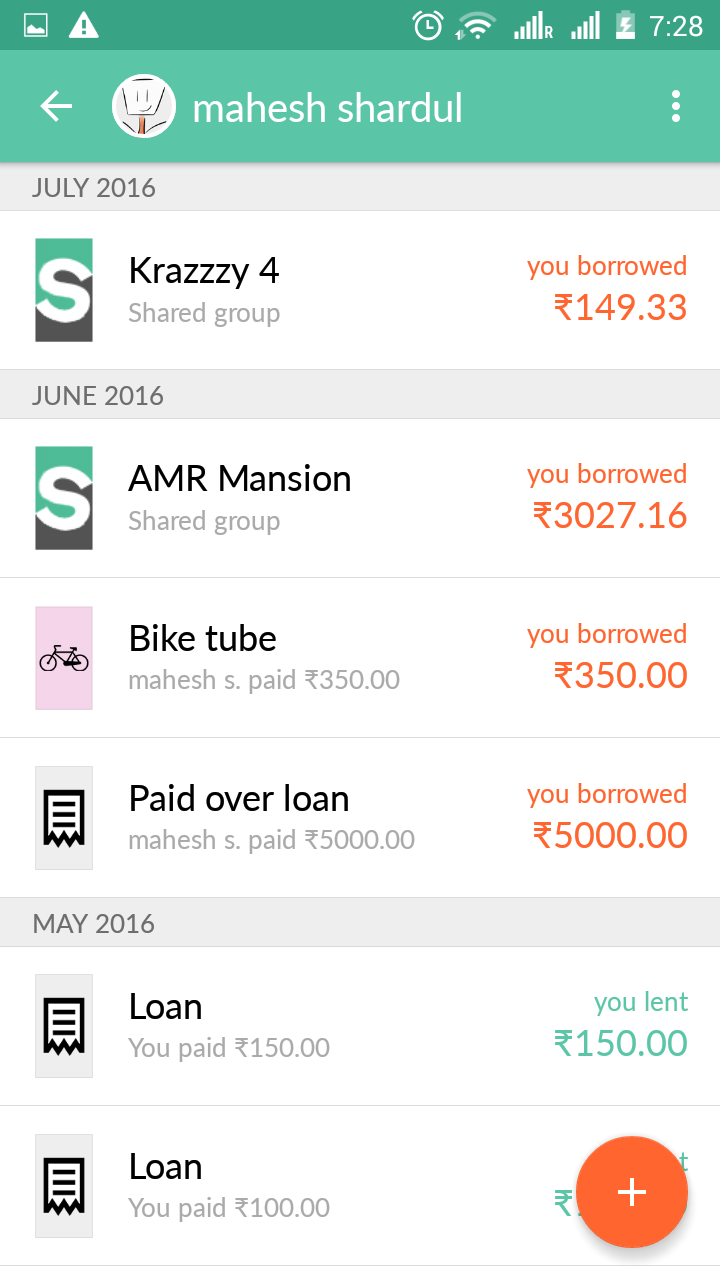 R 7:28
mahesh shardul
JULY 2016
S
Krazzzy 4
Shared group
you borrowed
₹149.33
JUNE 2016
S
AMR Mansion
Shared group
you borrowed
₹3027.16
Bike tube
mahesh s. paid ₹350.00
you borrowed
₹350.00
Paid over loan
mahesh s. paid ₹5000.00
you borrowed
₹5000.00
MAY 2016
Loan
You paid ₹150.00
you lent
₹150.00
Loan
You paid ₹100.00